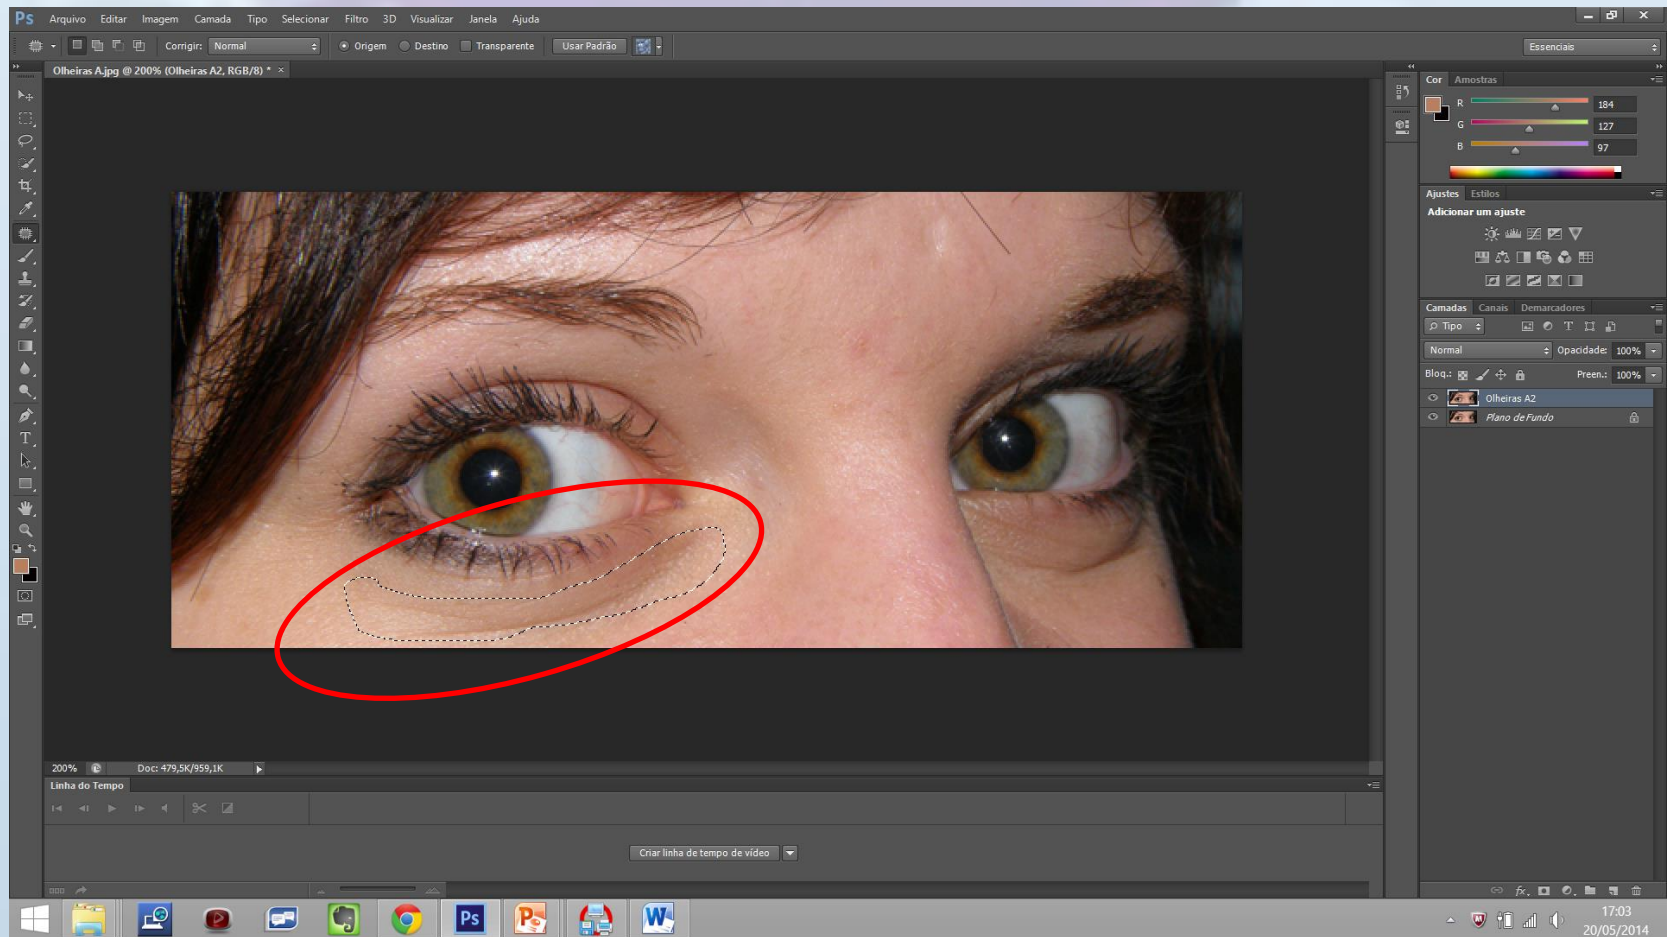 Ps Arquivo Editar Imagem Camada Tipo Selecionar Filtro 3D Visualizar Janela Ajuda
Corrigir: Normal Origem Destino Transparente Usar Padrão Essenciais
Olheiras A.jpg @ 200% (Olheiras A2, RGB/8) * ×
Cor Amostras
R 184
G 127
B 97
Ajustes Estilos
Adicionar um ajuste
Camadas Canais Demarcadores
Tipo T
Normal Opacidade: 100%
Bloq.: Preen.: 100%
Olheiras A2
Plano de Fundo
T
200% Doc: 479,5K/959,1K
Linha do Tempo
Criar linha de tempo de vídeo
fx
Ps P W
17:03
20/05/2014